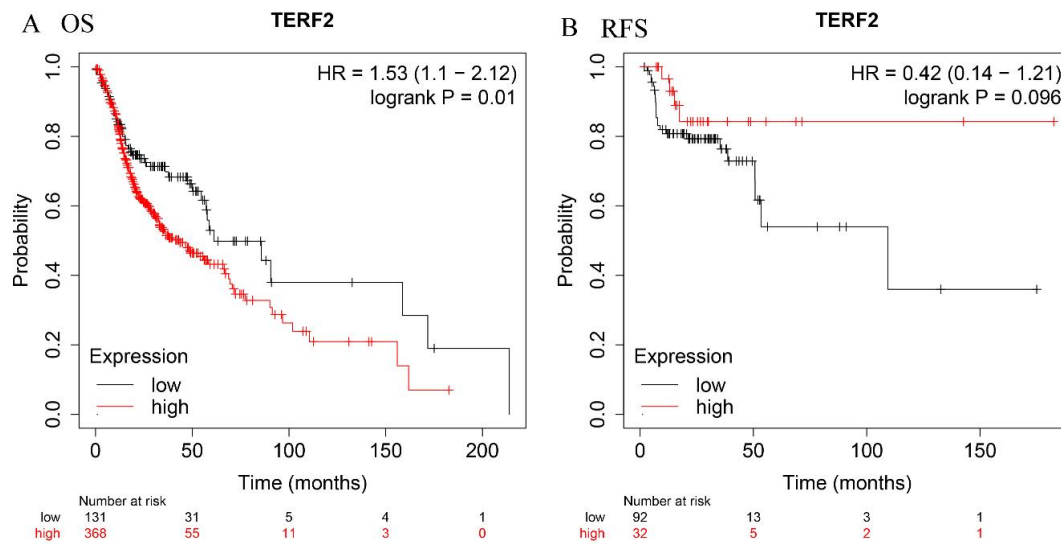 A OS
TERF2
HR = 1.53 (1.1 − 2.12)
logrank P = 0.01
Probability
1.0
0.8
0.6
0.4
0.2
0.0
Expression
low
high
0 50 100 150 200
Time (months)
Number at risk
low 131 31 5 4 1
high 368 55 11 3 0
B RFS
TERF2
HR = 0.42 (0.14 − 1.21)
logrank P = 0.096
Probability
1.0
0.8
0.6
0.4
0.2
0.0
Expression
low
high
0 50 100 150
Time (months)
Number at risk
low 92 13 3 1
high 32 5 2 1